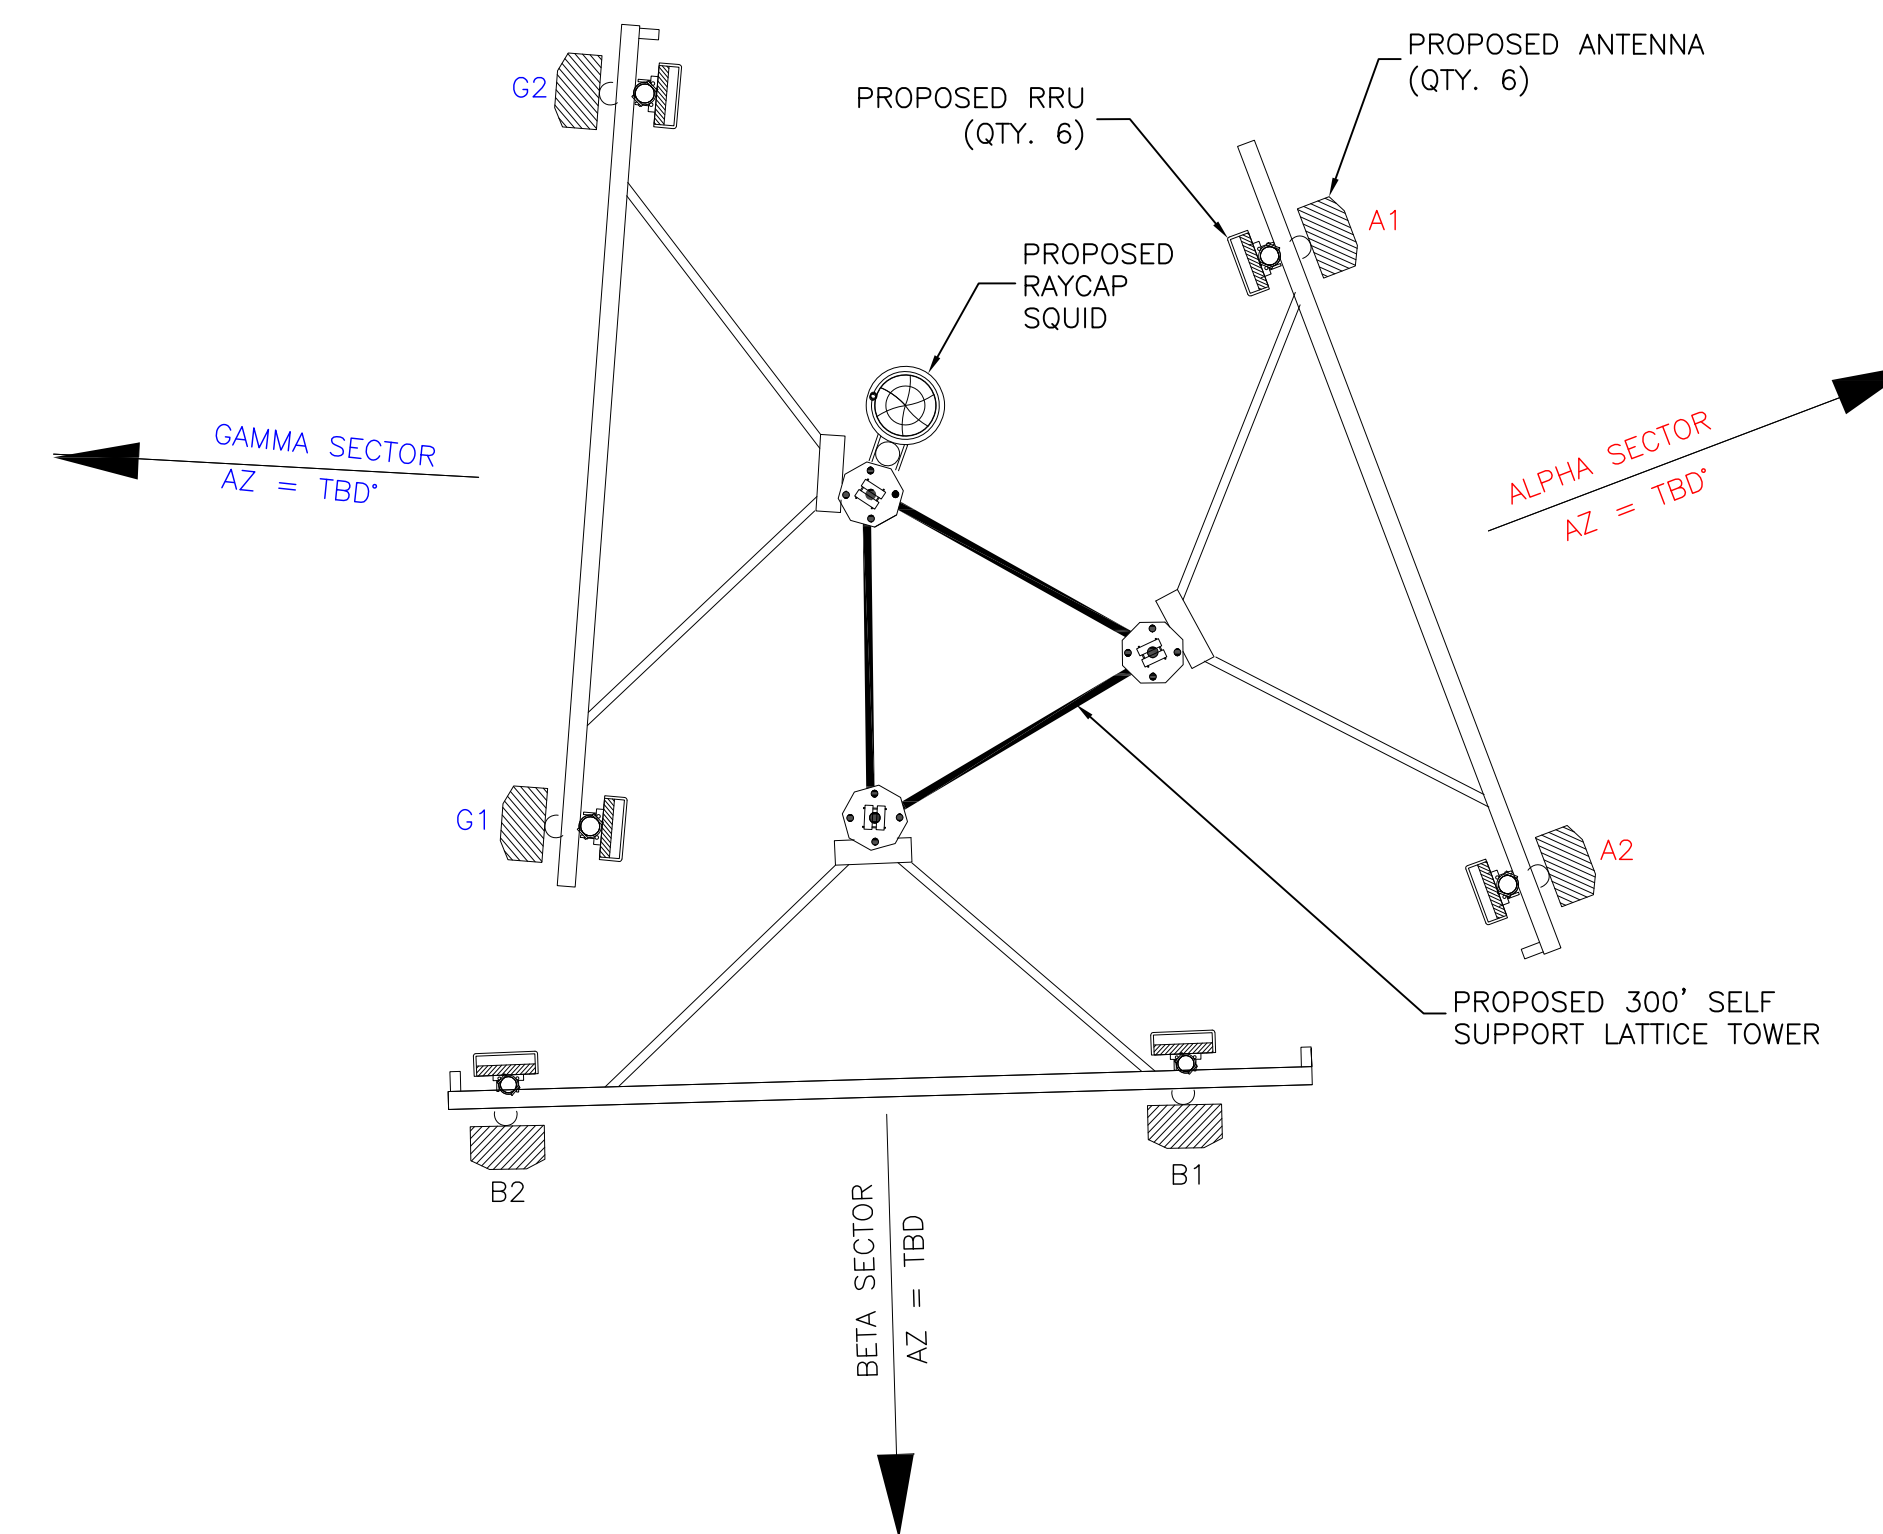 PROPOSED ANTENNA
(QTY. 6)
G2
PROPOSED RRU
(QTY. 6)
A1
PROPOSED
RAYCAP
SQUID
GAMMA SECTOR
AZ = TBD°
ALPHA SECTOR
AZ = TBD°
G1
A2
PROPOSED 300' SELF
SUPPORT LATTICE TOWER
B2
B1
BETA SECTOR
AZ = TBD